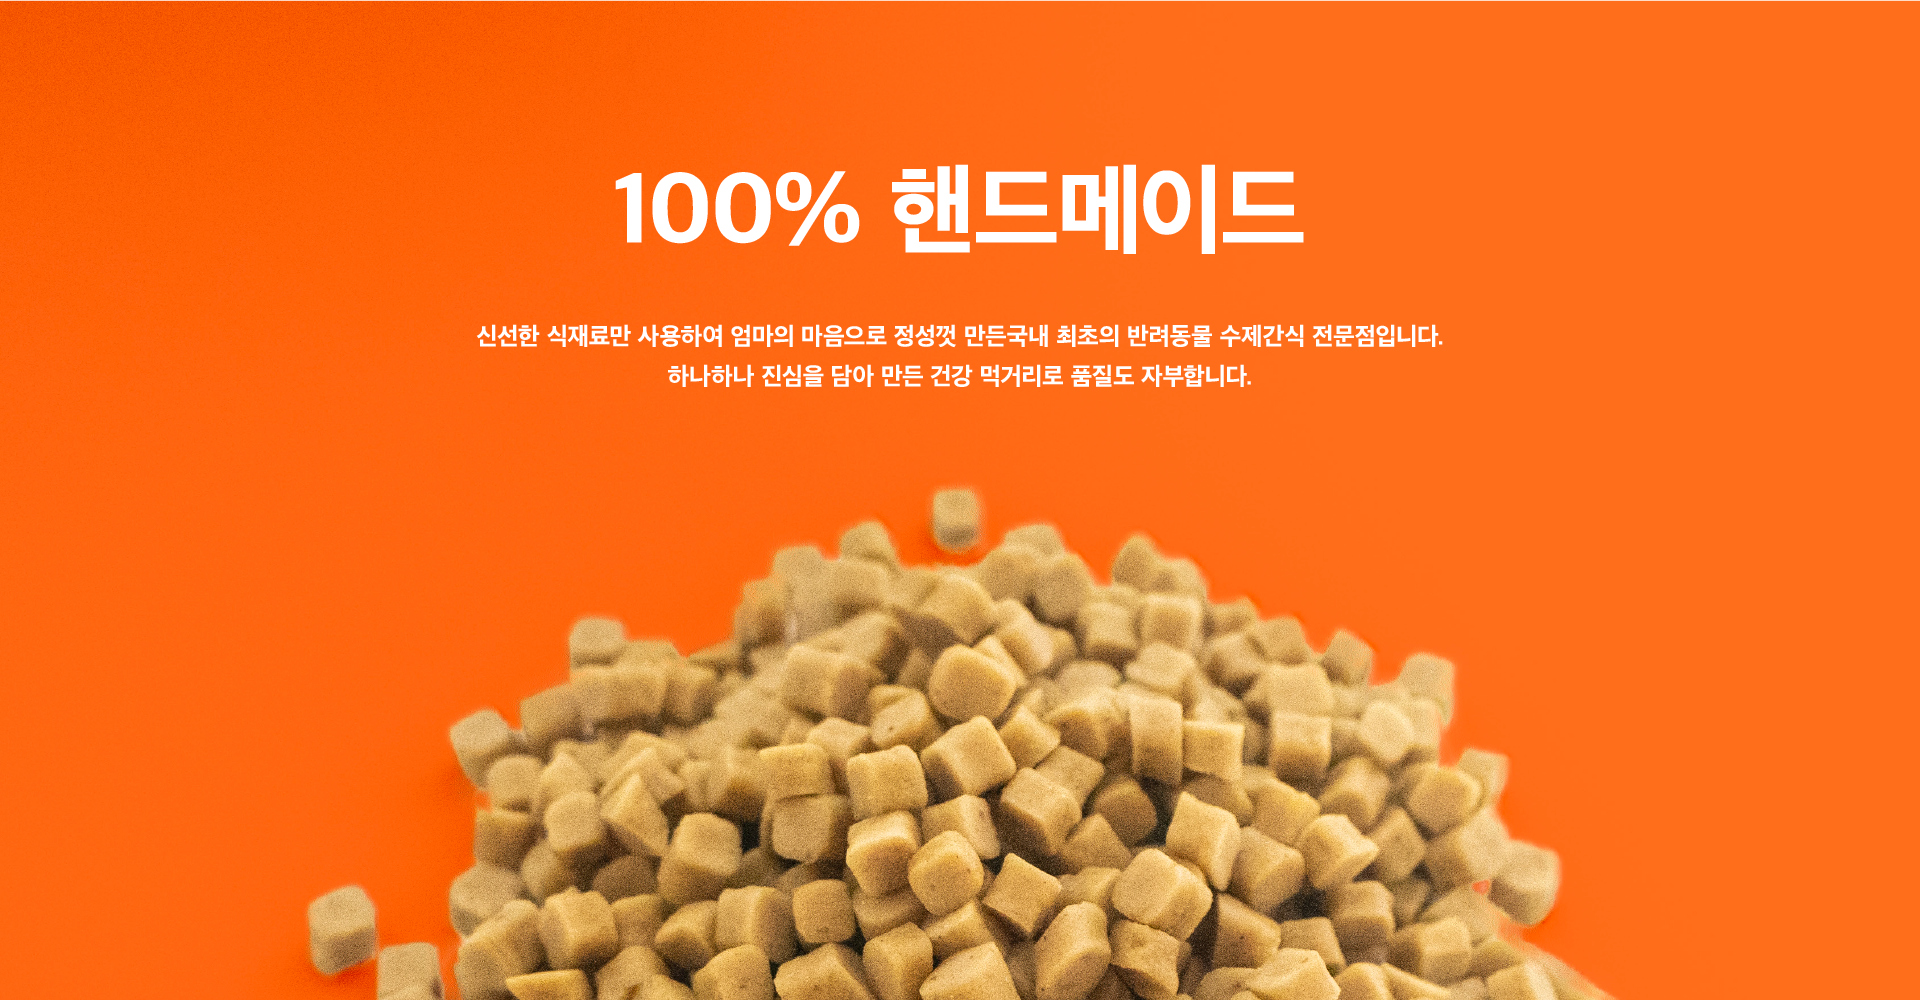 100% 핸드메이드
신선한 식재료만 사용하여 엄마의 마음으로 정성껏 만든국내 최초의 반려동물 수제간식 전문점입니다.
하나하나 진심을 담아 만든 건강 먹거리로 품질도 자부합니다.